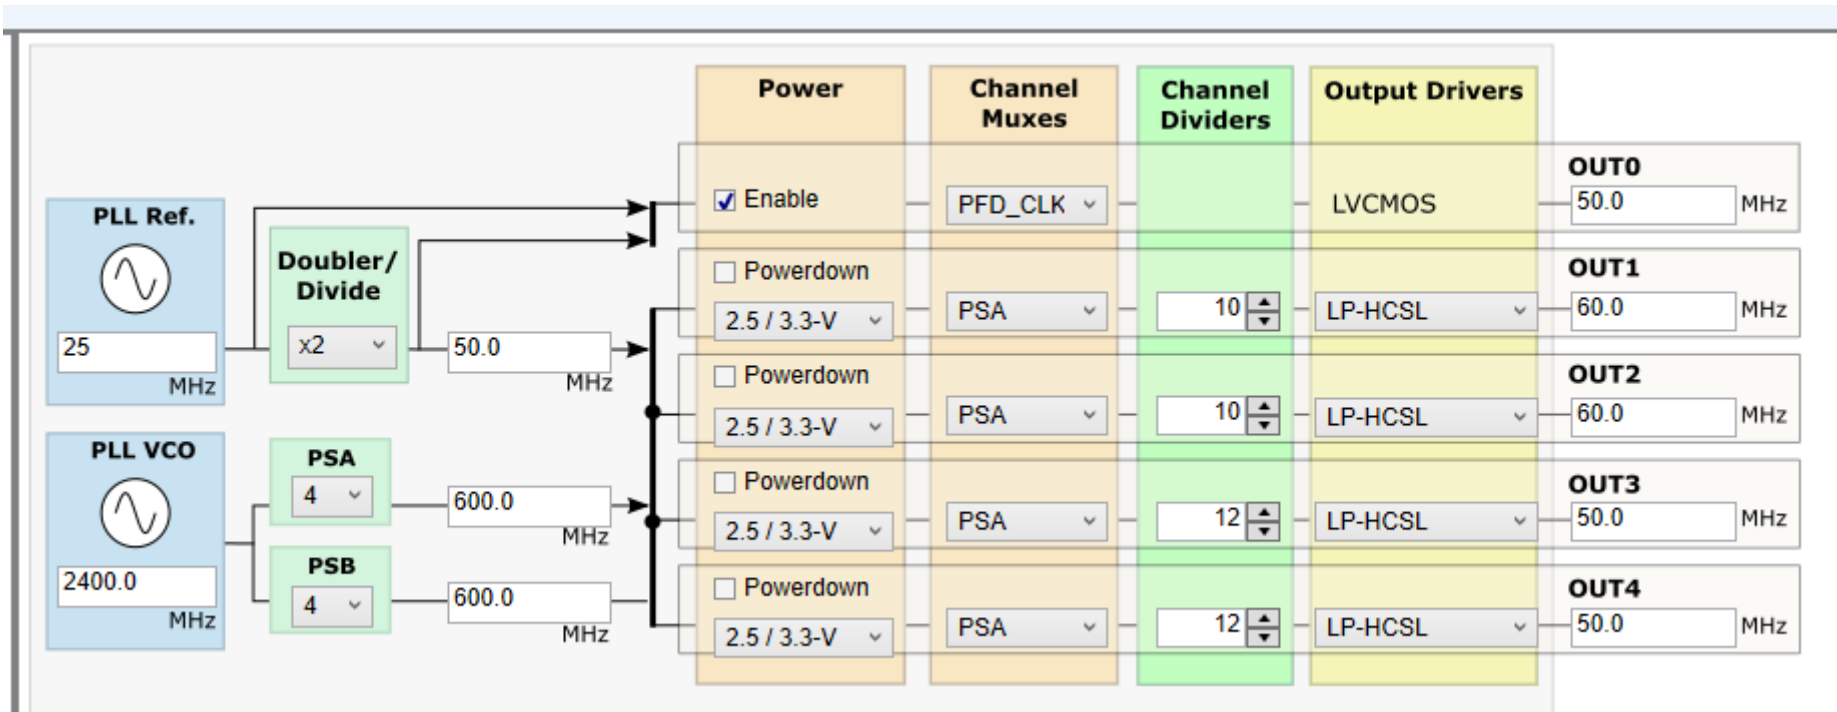 Power
Channel
Muxes
Channel
Dividers
Output Drivers
PLL Ref.
25
MHz
Doubler/
Divide
x2
50.0
MHz
PLL VCO
2400.0
MHz
PSA
4
600.0
MHz
PSB
4
600.0
MHz
Enable
PFD_CLK
LVCMOS
OUT0
50.0 MHz
Powerdown
2.5 / 3.3-V
PSA
10
LP-HCSL
OUT1
60.0 MHz
Powerdown
2.5 / 3.3-V
PSA
10
LP-HCSL
OUT2
60.0 MHz
Powerdown
2.5 / 3.3-V
PSA
12
LP-HCSL
OUT3
50.0 MHz
Powerdown
2.5 / 3.3-V
PSA
12
LP-HCSL
OUT4
50.0 MHz